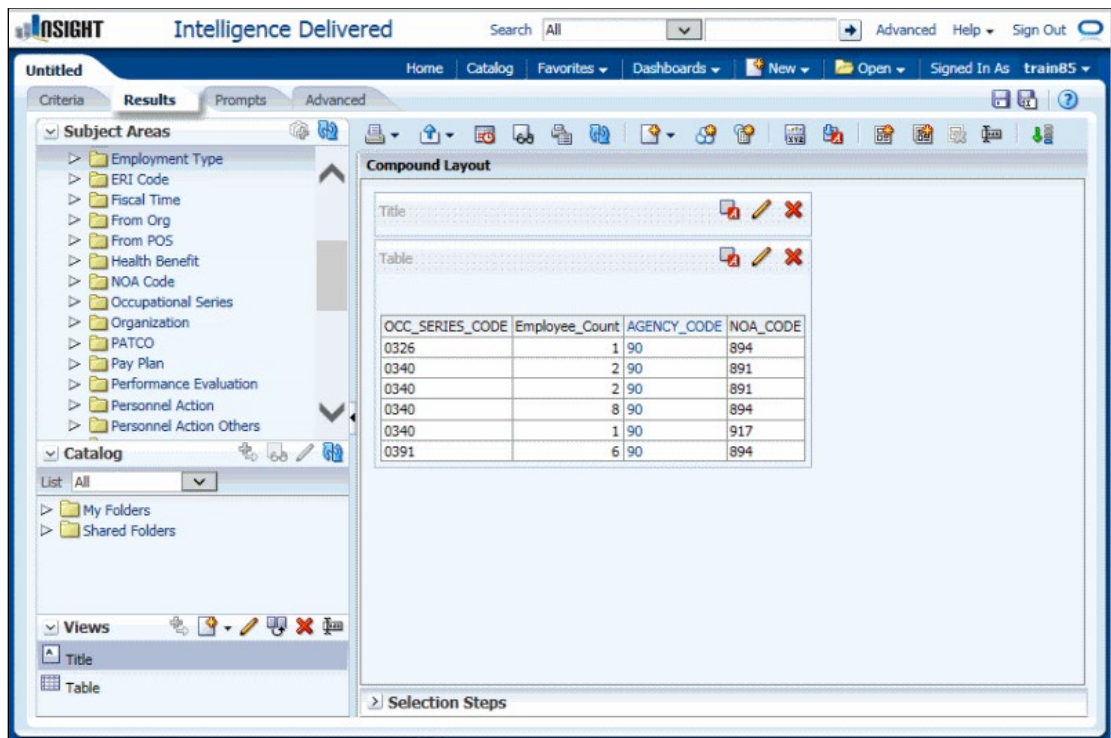 INSIGHT Intelligence Delivered Search All Advanced Help Sign Out
Untitled Home Catalog Favorites Dashboards New Open Signed In As train85
Criteria Results Prompts Advanced
Subject Areas
Employment Type
ERI Code
Fiscal Time
From Org
From POS
Health Benefit
NOA Code
Occupational Series
Organization
PATCO
Pay Plan
Performance Evaluation
Personnel Action
Personnel Action Others
Catalog
List All
My Folders
Shared Folders
Views
Title
Table
Compound Layout
Title
Table
OCC_SERIES_CODE Employee_Count AGENCY_CODE NOA_CODE
0326 1 90 894
0340 2 90 891
0340 2 90 891
0340 8 90 894
0340 1 90 917
0391 6 90 894
Selection Steps